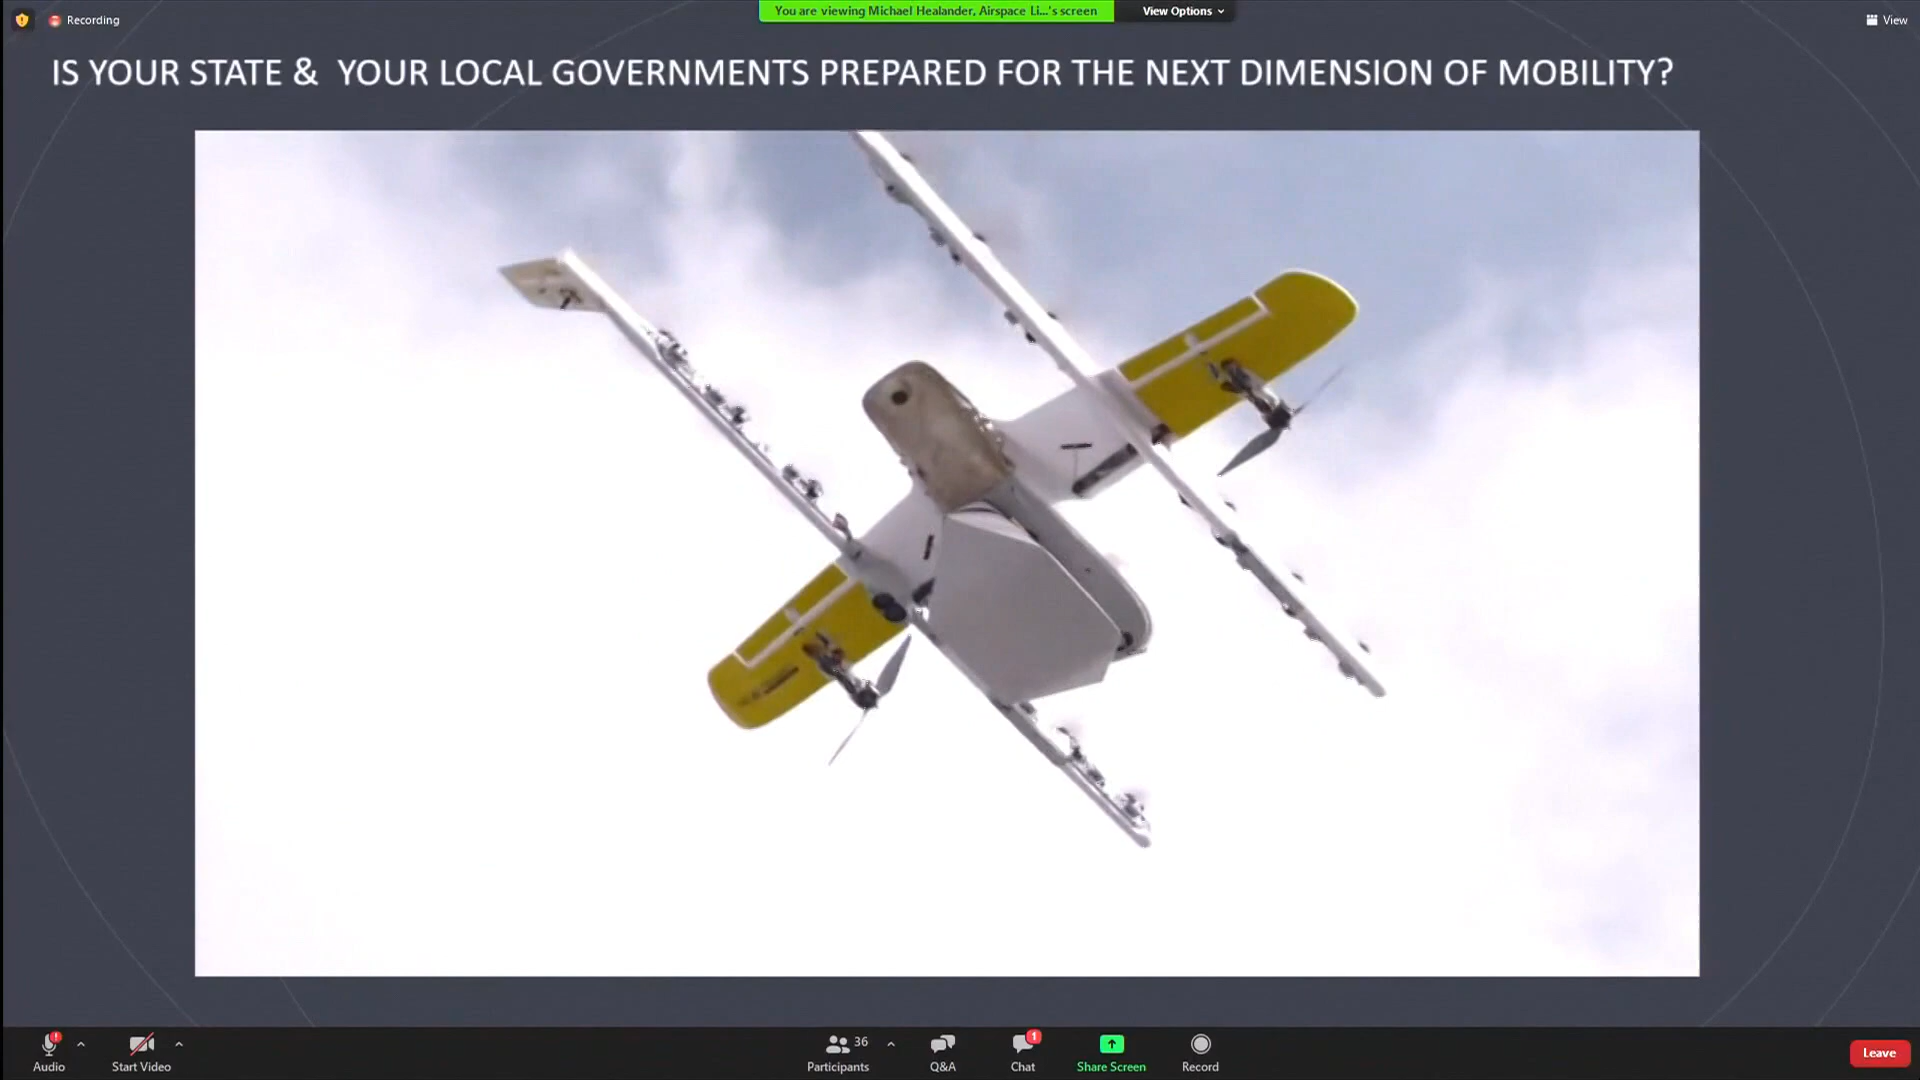 Recording
You are viewing Michael Healander, Airspace Li...'s screen
View Options
View
IS YOUR STATE & YOUR LOCAL GOVERNMENTS PREPARED FOR THE NEXT DIMENSION OF MOBILITY?
36
1
Audio
Start Video
Participants
Q&A
Chat
Share Screen
Record
Leave